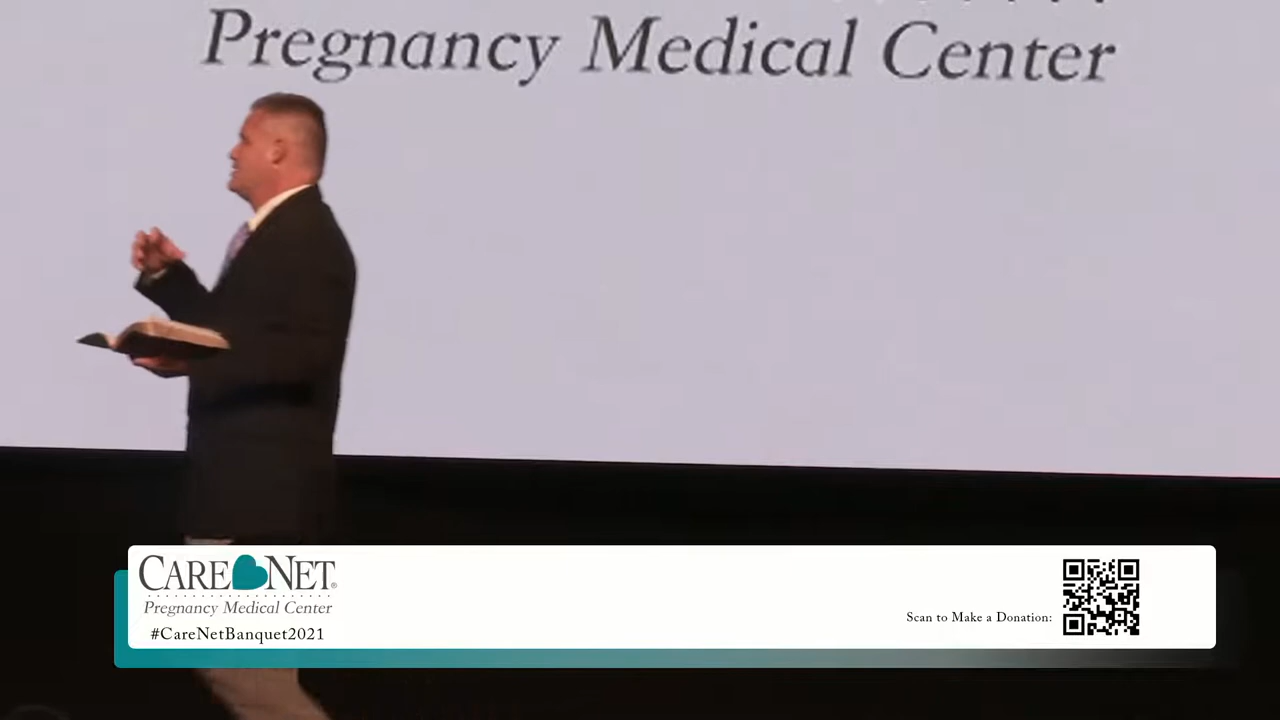 Pregnancy Medical Center
CARE NET®
Pregnancy Medical Center
#CareNetBanquet2021
Scan to Make a Donation: